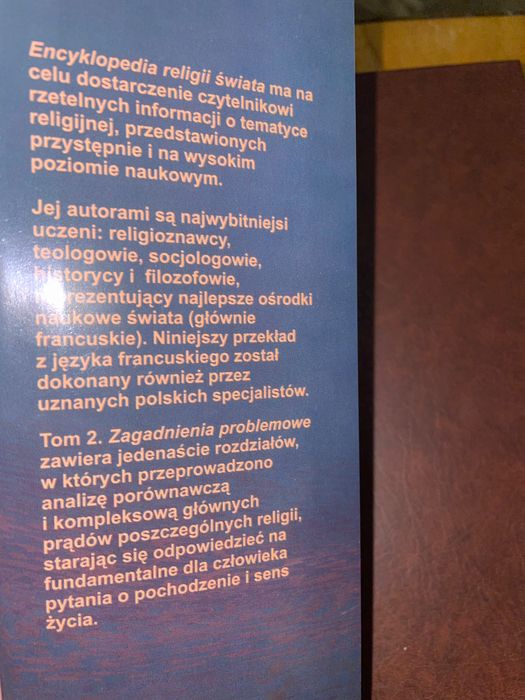 Encyklopedia religii świata ma na
celu dostarczenie czytelnikowi
rzetelnych informacji o tematyce
religijnej, przedstawionych
przystępnie i na wysokim
poziomie naukowym.
Jej autorami są najwybitniejsi
uczeni: religioznawcy,
teologowie, socjologowie,
historycy i filozofowie,
reprezentujący najlepsze ośrodki
naukowe świata (głównie
francuskie). Niniejszy przekład
z języka francuskiego został
dokonany również przez
uznanych polskich specjalistów.
Tom 2. Zagadnienia problemowe
zawiera jedenaście rozdziałów,
w których przeprowadzono
analizę porównawczą
i kompleksową głównych
prądów poszczególnych religii,
starając się odpowiedzieć na
fundamentalne dla człowieka
pytania o pochodzenie i sens
życia.